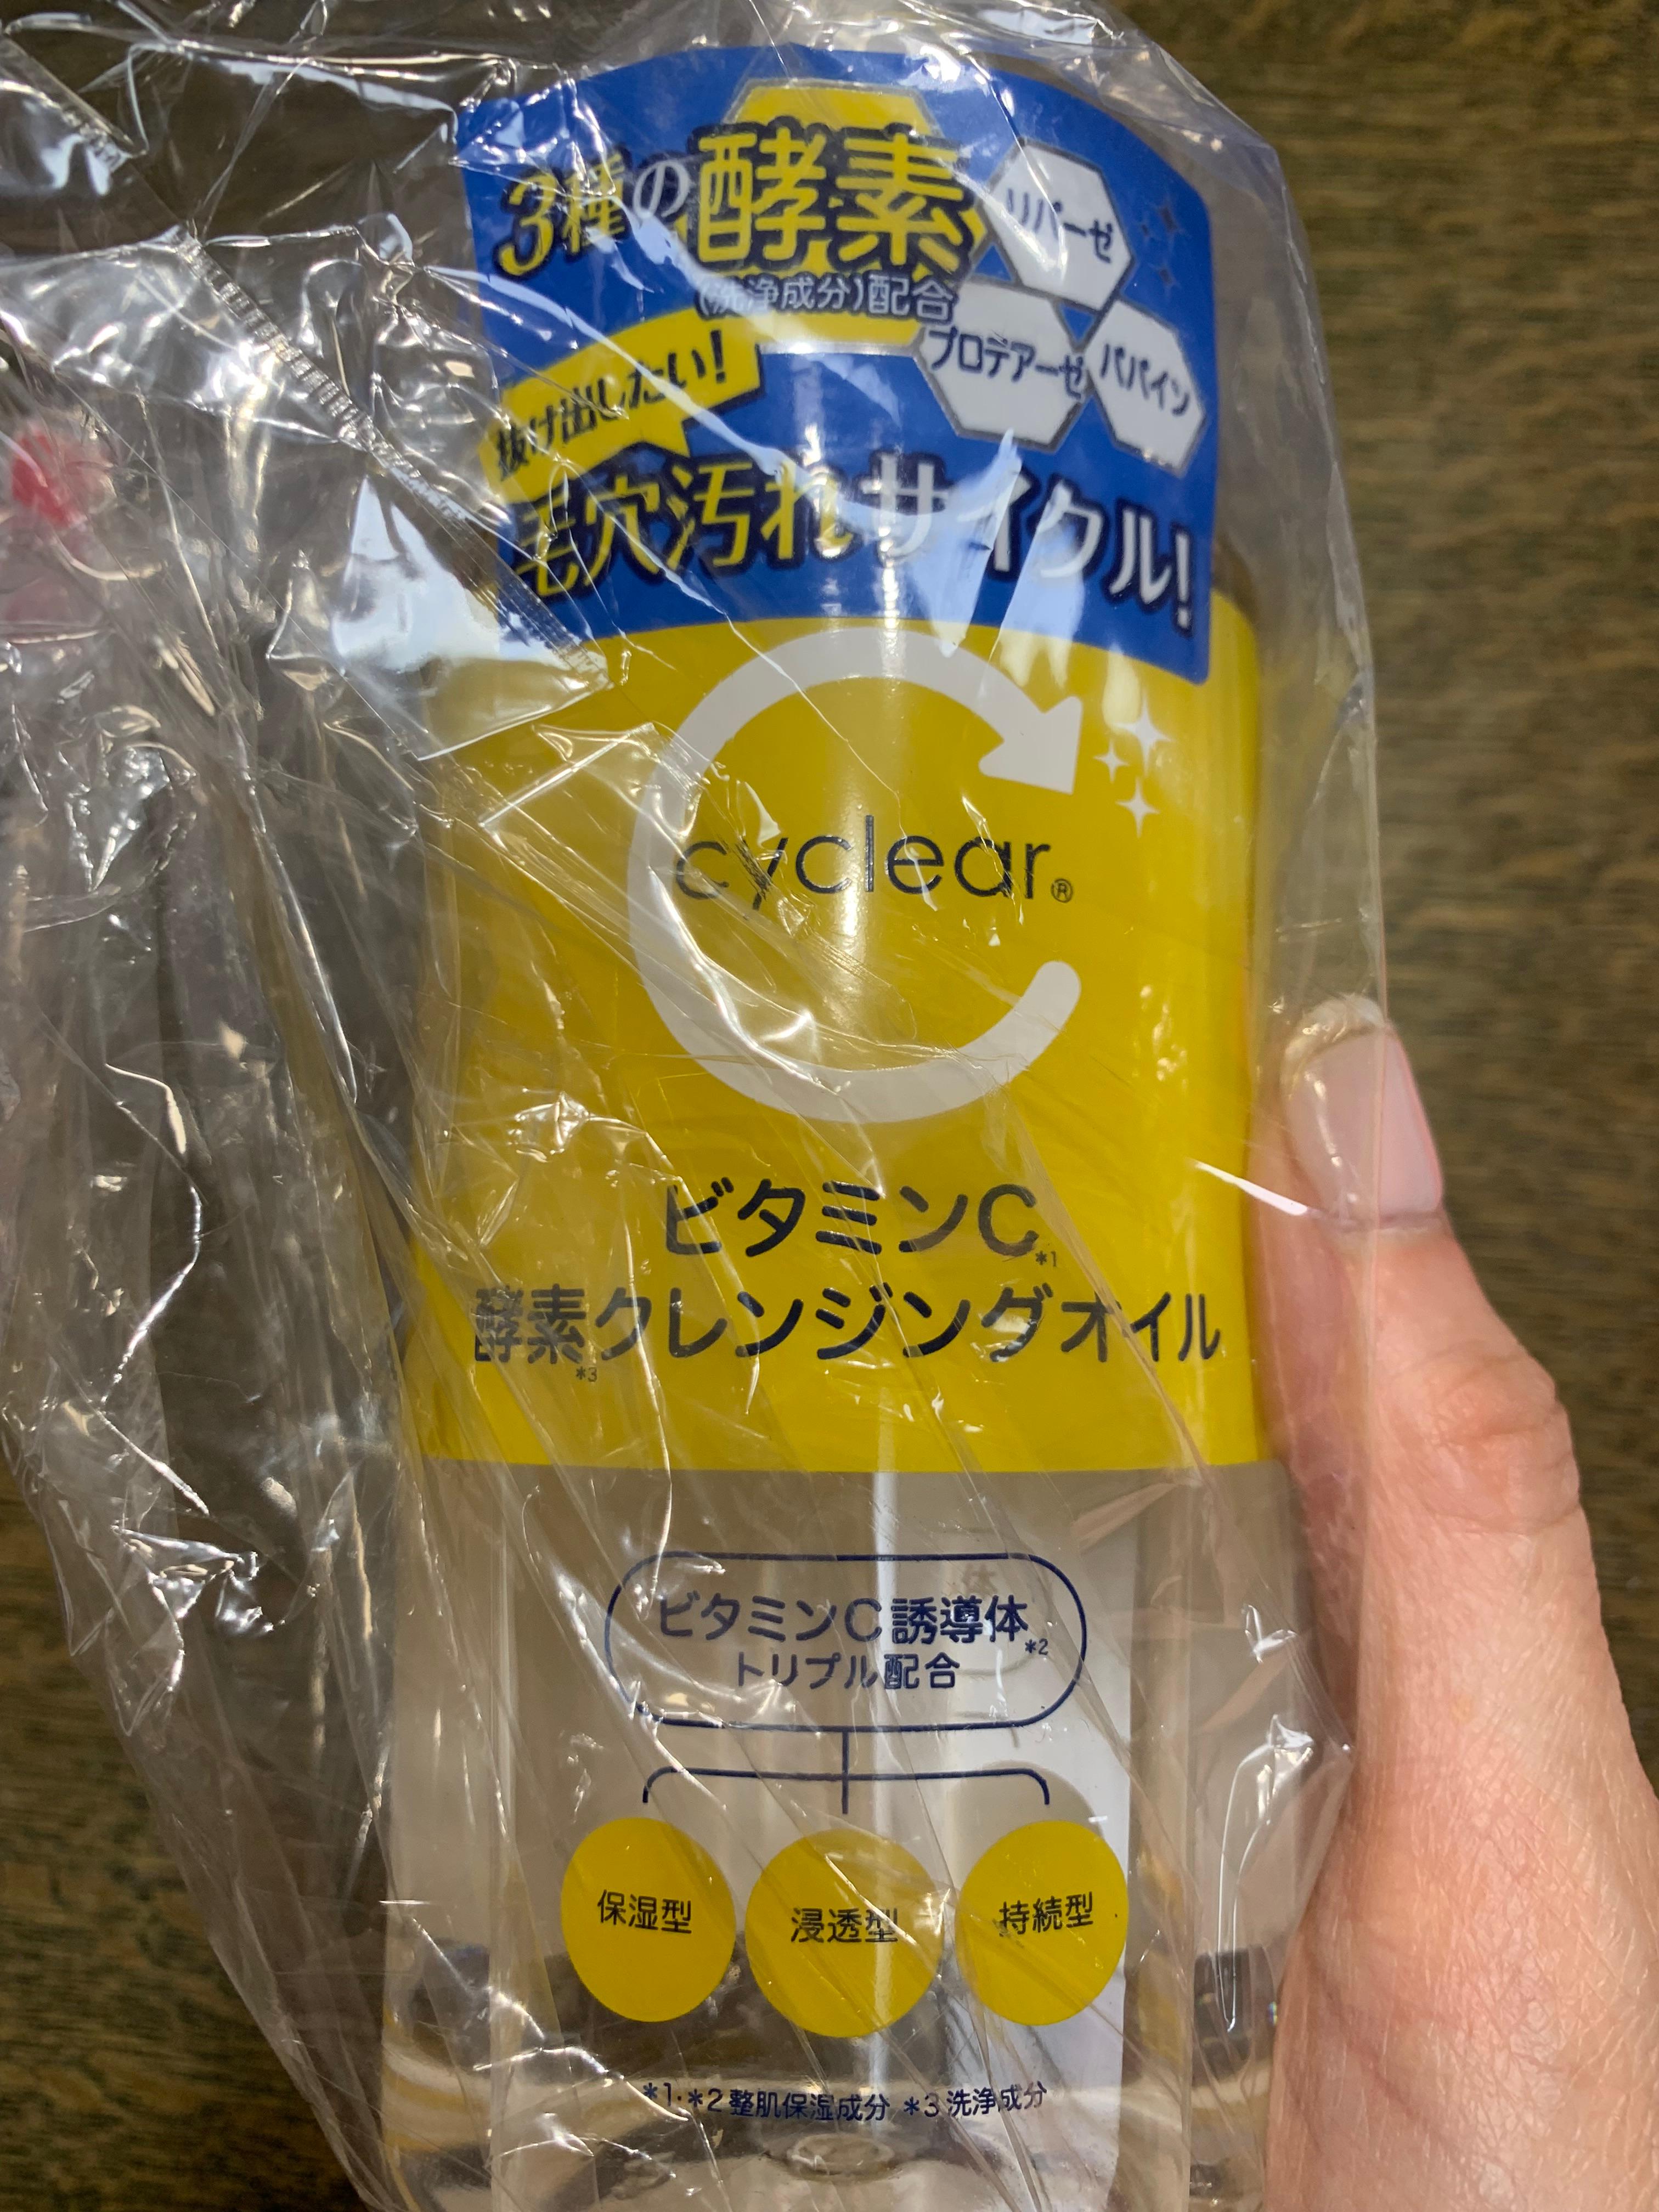 3種の酵素
(洗浄成分)配合
リパーゼ
プロテアーゼ
パパイン
抜け出したい!
毛穴汚れサイクル!
cyclear®
ビタミンC*1
酵素*3クレンジングオイル
ビタミンC誘導体*2
トリプル配合
保湿型
浸透型
持続型
*1・*2 整肌保湿成分 *3 洗浄成分